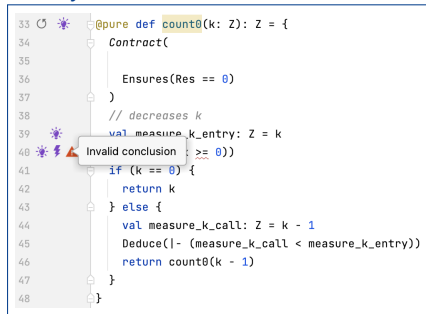 33 @pure def count0(k: Z): Z = {
34 Contract(
35
36 Ensures(Res == 0)
37 )
38 // decreases k
39 val measure_k_entry: Z = k
40 Invalid conclusion >= 0))
41 if (k == 0) {
42 return k
43 } else {
44 val measure_k_call: Z = k - 1
45 Deduce(|- (measure_k_call < measure_k_entry))
46 return count0(k - 1)
47 }
48 }